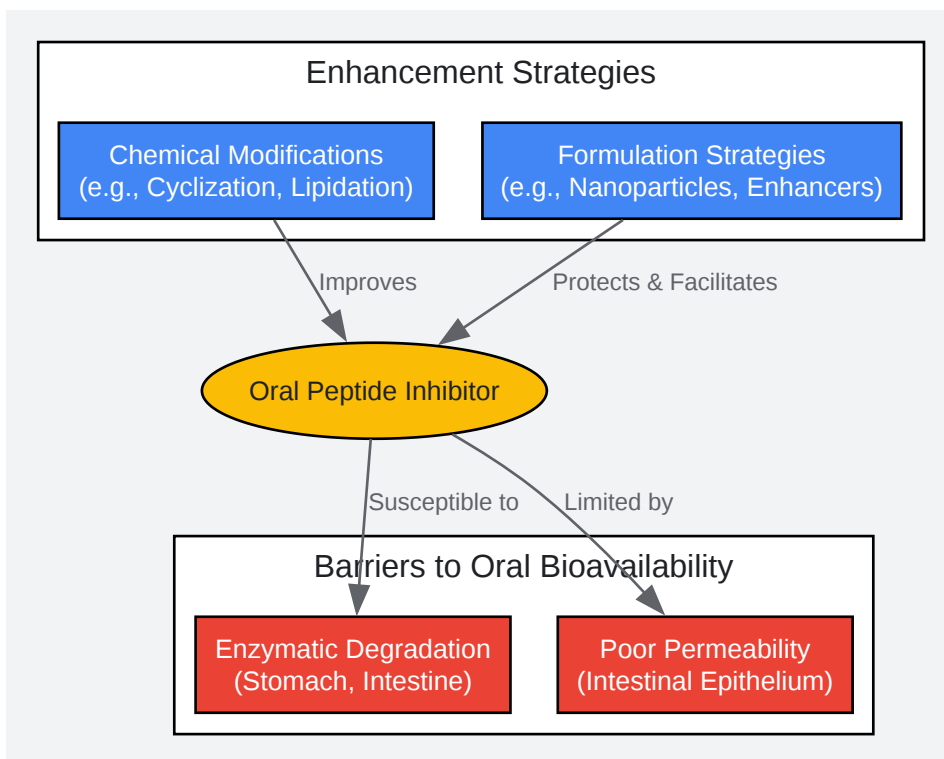 Enhancement Strategies
Chemical Modifications
(e.g., Cyclization, Lipidation)
Formulation Strategies
(e.g., Nanoparticles, Enhancers)
Improves
Protects & Facilitates
Oral Peptide Inhibitor
Susceptible to
Limited by
Barriers to Oral Bioavailability
Enzymatic Degradation
(Stomach, Intestine)
Poor Permeability
(Intestinal Epithelium)